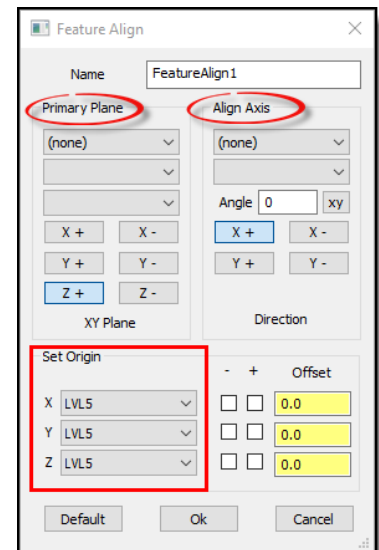 Feature Align
Name FeatureAlign1
Primary Plane Align Axis
(none) (none)
Angle 0 xy
X + X - X + X -
Y + Y - Y + Y -
Z + Z -
XY Plane Direction
Set Origin - + Offset
X LVL5 0.0
Y LVL5 0.0
Z LVL5 0.0
Default Ok Cancel